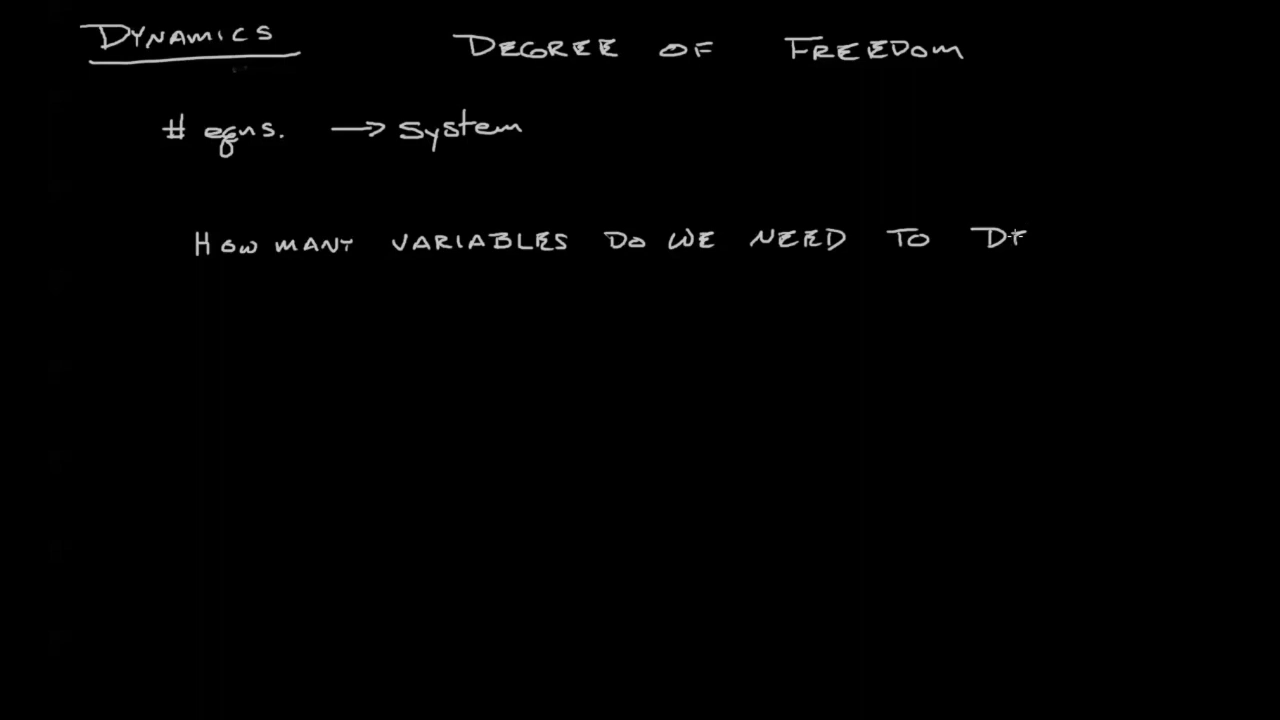 DYNAMICS DEGREE OF FREEDOM
# eqns. → system
HOW MANY VARIABLES DO WE NEED TO